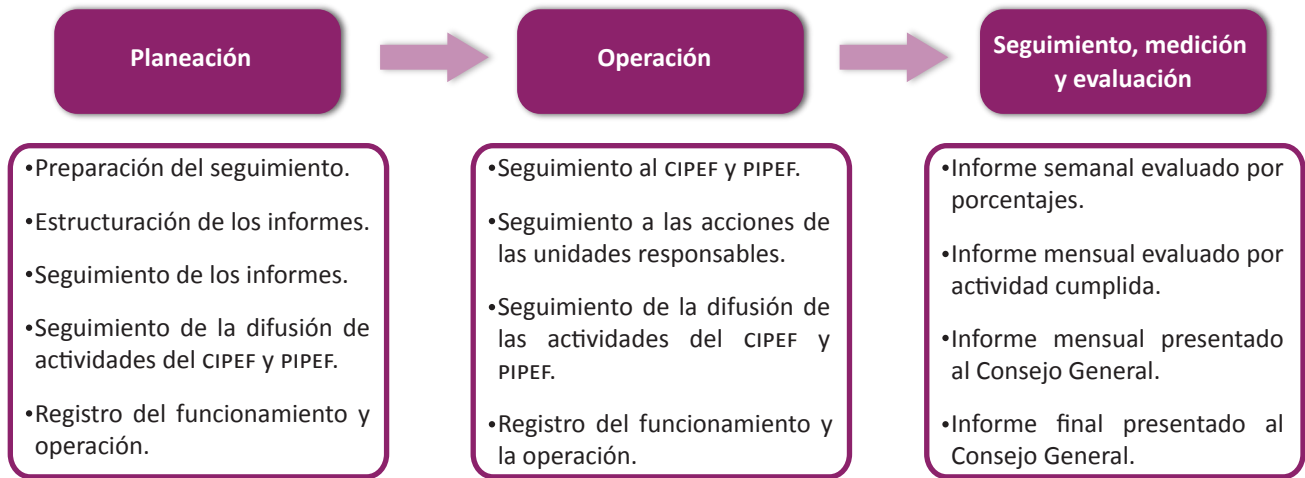 Planeación
•Preparación del seguimiento.
•Estructuración de los informes.
•Seguimiento de los informes.
•Seguimiento de la difusión de
actividades del CIPEF y PIPEF.
•Registro del funcionamiento y
operación.
Operación
•Seguimiento al CIPEF y PIPEF.
•Seguimiento a las acciones de
las unidades responsables.
•Seguimiento de la difusión de
las actividades del CIPEF y
PIPEF.
•Registro del funcionamiento y
la operación.
Seguimiento, medición
y evaluación
•Informe semanal evaluado por
porcentajes.
•Informe mensual evaluado por
actividad cumplida.
•Informe mensual presentado
al Consejo General.
•Informe final presentado al
Consejo General.